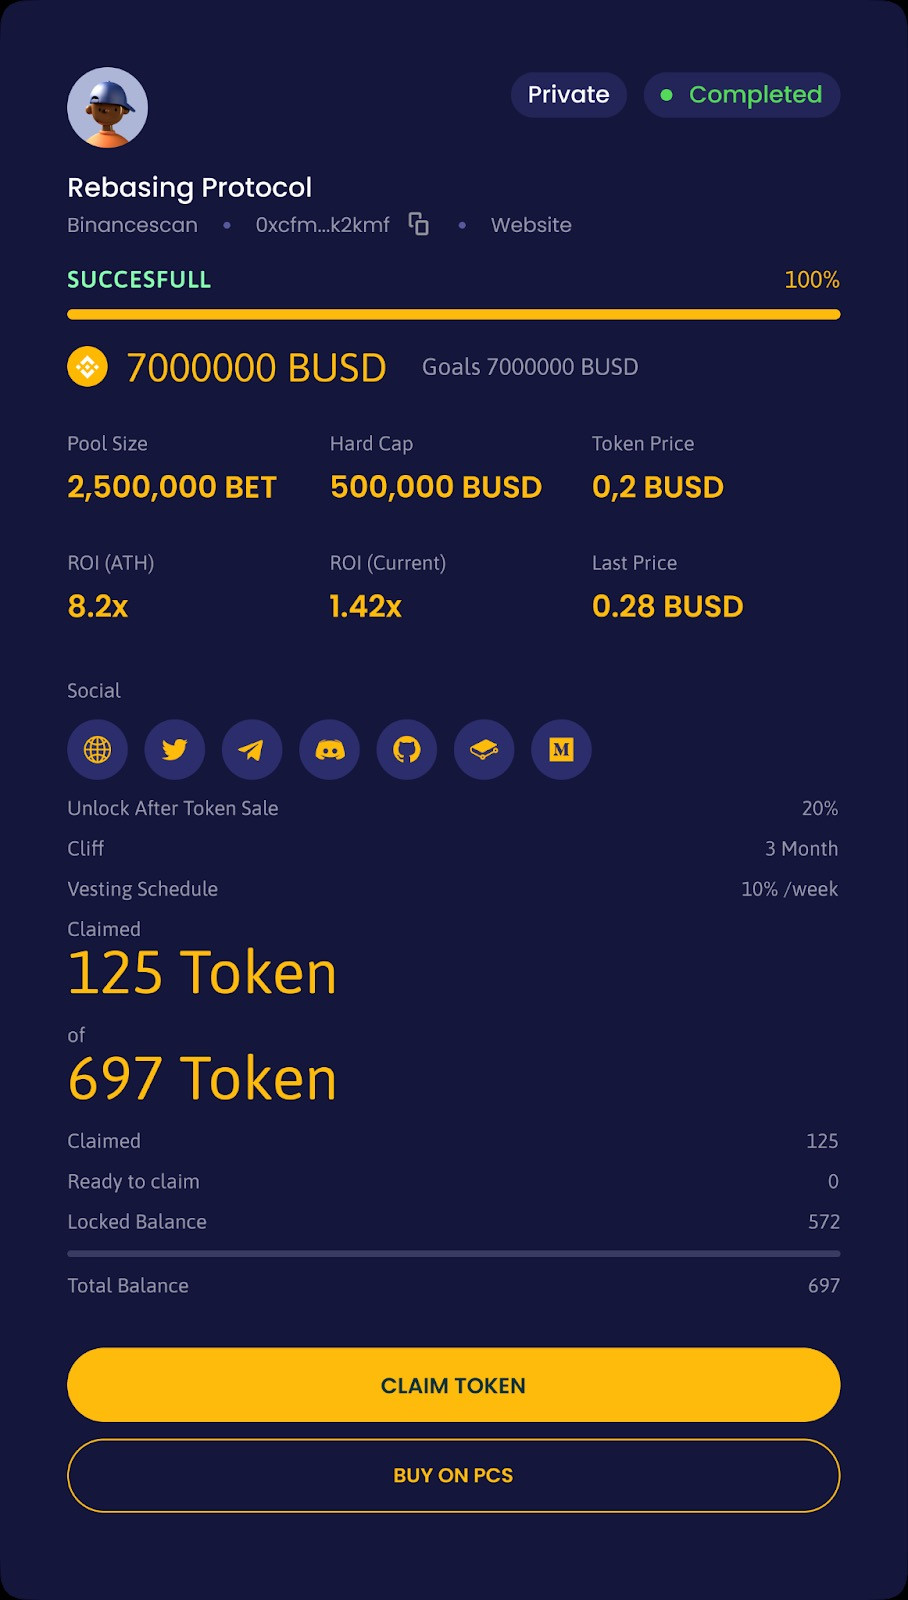 Private
Completed
Rebasing Protocol
Binancescan • 0xcfm...k2kmf • Website
SUCCESFULL 100%
7000000 BUSD Goals 7000000 BUSD
Pool Size Hard Cap Token Price
2,500,000 BET 500,000 BUSD 0,2 BUSD
ROI (ATH) ROI (Current) Last Price
8.2x 1.42x 0.28 BUSD
Social
M
Unlock After Token Sale 20%
Cliff 3 Month
Vesting Schedule 10% /week
Claimed
125 Token
of
697 Token
Claimed 125
Ready to claim 0
Locked Balance 572
Total Balance 697
CLAIM TOKEN
BUY ON PCS